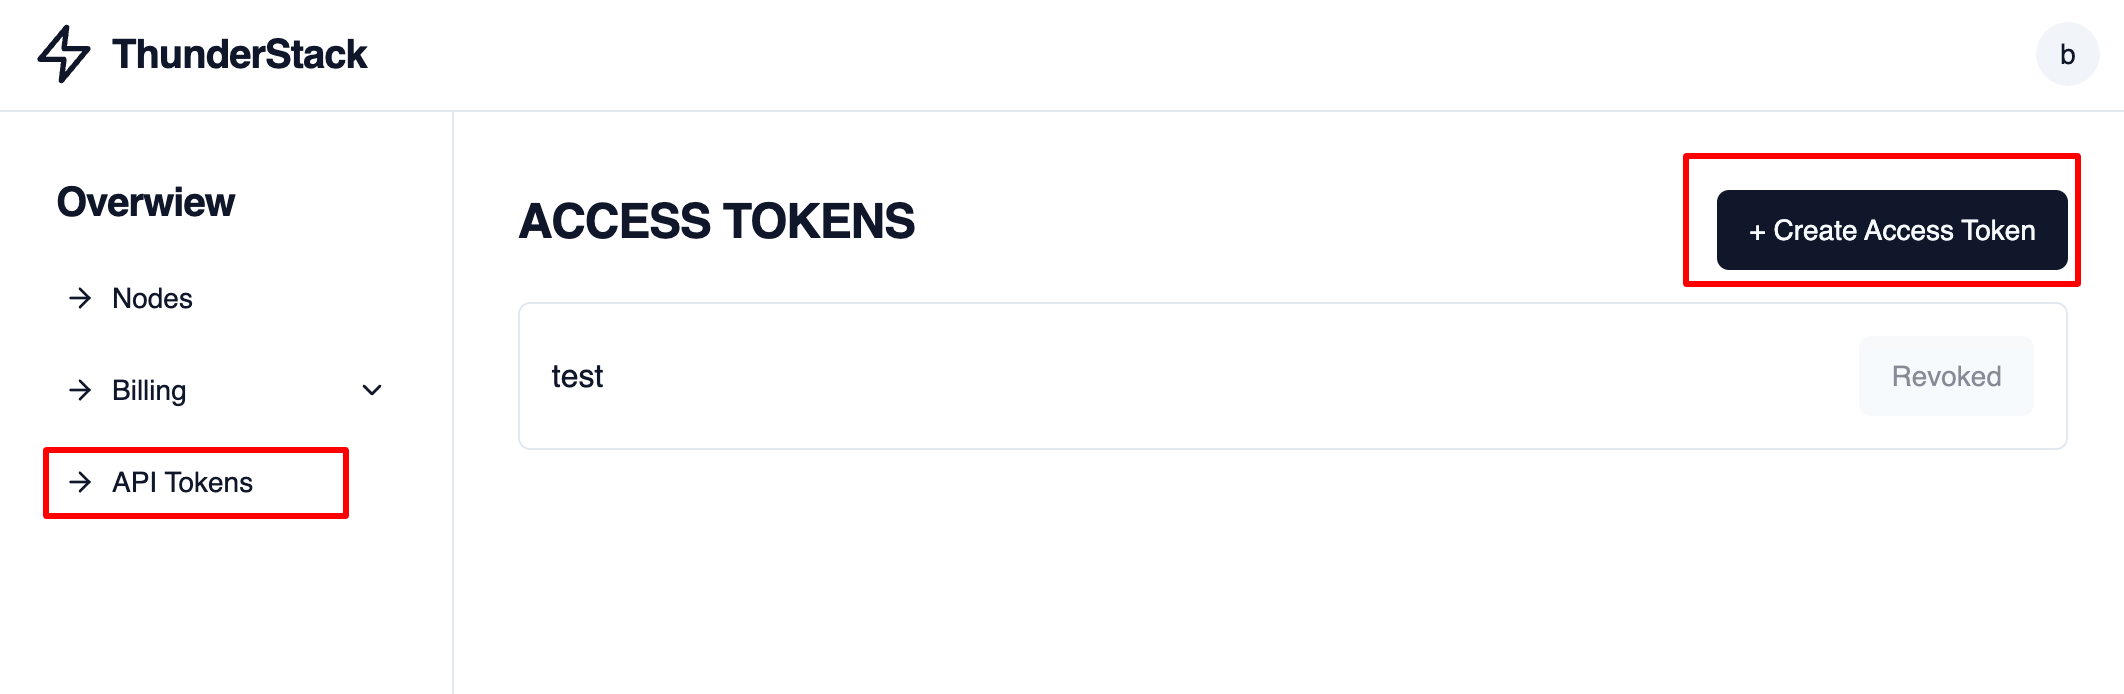 ThunderStack
b
Overwiew
Nodes
Billing
API Tokens
ACCESS TOKENS
+ Create Access Token
test
Revoked